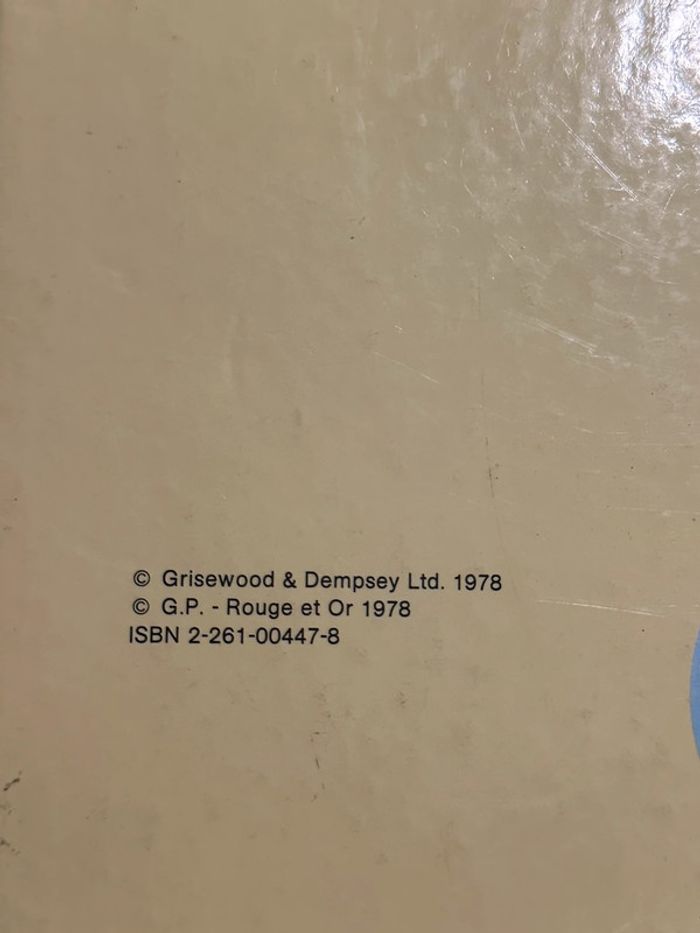 © Grisewood & Dempsey Ltd. 1978
© G.P. - Rouge et Or 1978
ISBN 2-261-00447-8